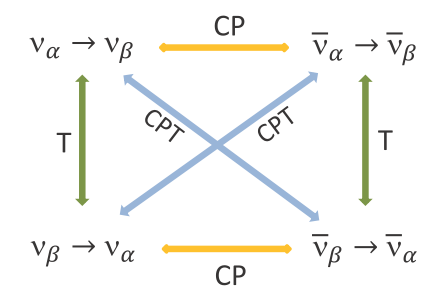 CP
ν_α → ν_β
ν̅_α → ν̅_β
CPT
CPT
T
T
ν_β → ν_α
ν̅_β → ν̅_α
CP